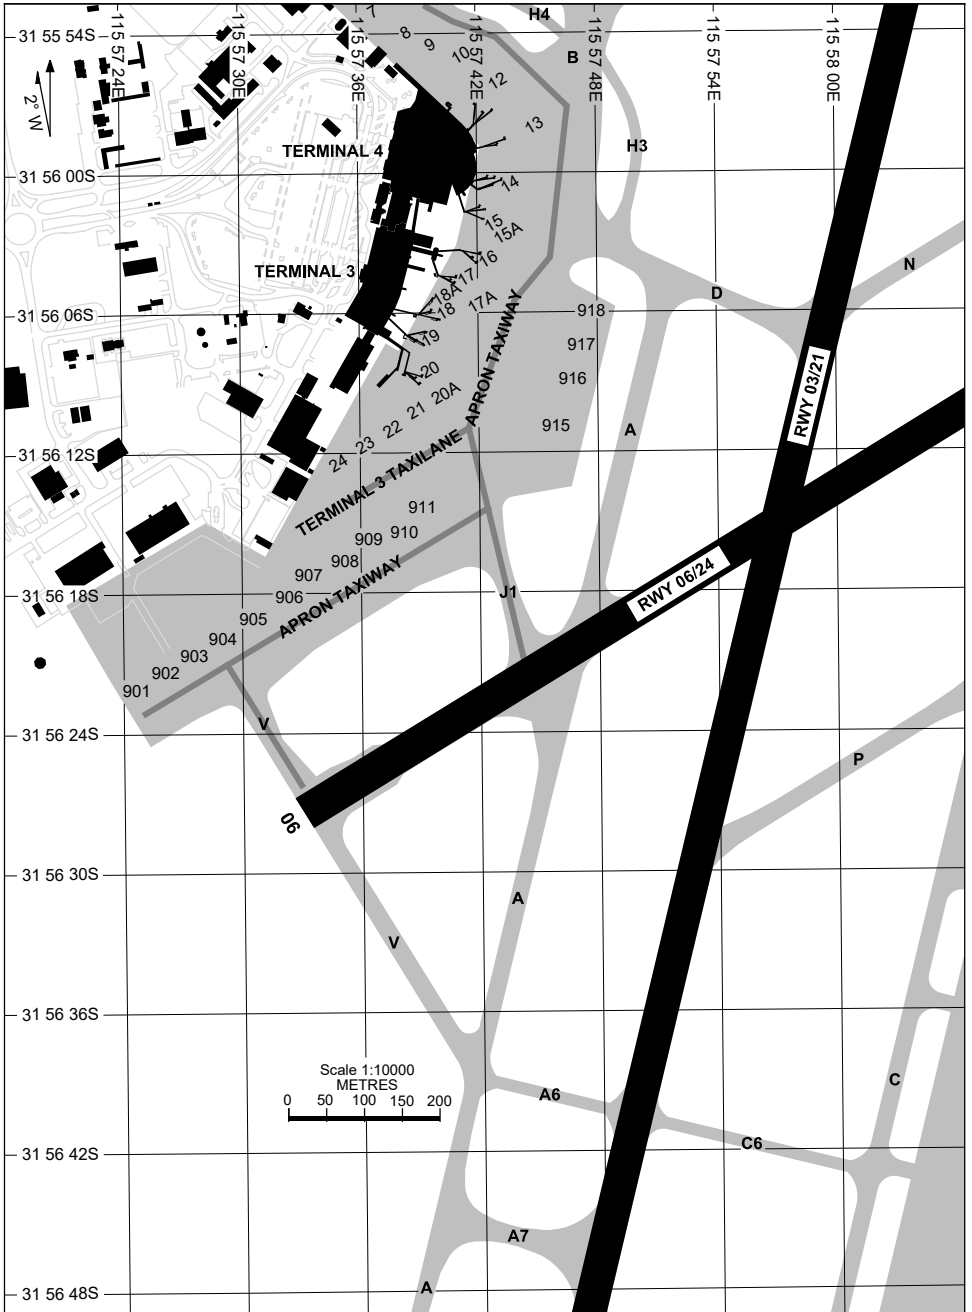 7
H4
31 55 54S
8
9
10
B
115 57 24E
115 57 30E
115 57 36E
115 57 42E
115 57 48E
115 57 54E
115 58 00E
12
2° W
13
H3
TERMINAL 4
31 56 00S
14
15
15A
16
N
TERMINAL 3
17
D
18A
17A
18
31 56 06S
918
19
917
APRON TAXIWAY
20
916
20A
RWY 03/21
21
22
915
A
23
31 56 12S
24
TERMINAL 3 TAXILANE
911
910
909
908
907
APRON TAXIWAY
RWY 06/24
31 56 18S
906
J1
905
904
903
902
901
V
31 56 24S
P
06
31 56 30S
A
V
31 56 36S
Scale 1:10000
METRES
0 50 100 150 200
C
A6
C6
31 56 42S
A7
A
31 56 48S